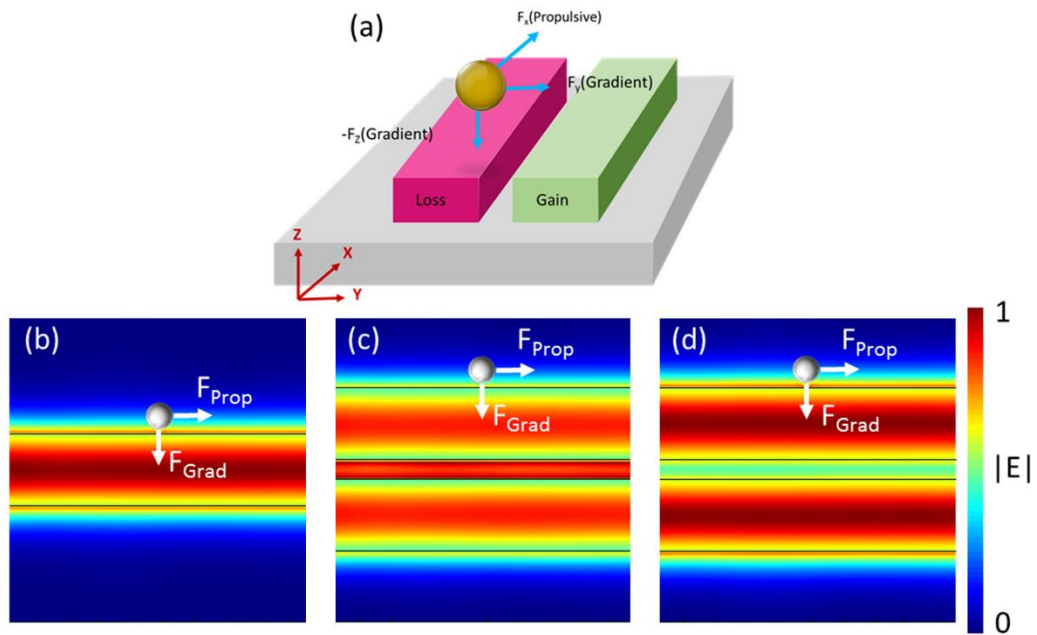 (a)
Fx(Propulsive)
Fy(Gradient)
-FZ(Gradient)
Loss
Gain
Z
X
Y
(b)
FProp
FGrad
(c)
FProp
FGrad
(d)
FProp
FGrad
1
|E|
0